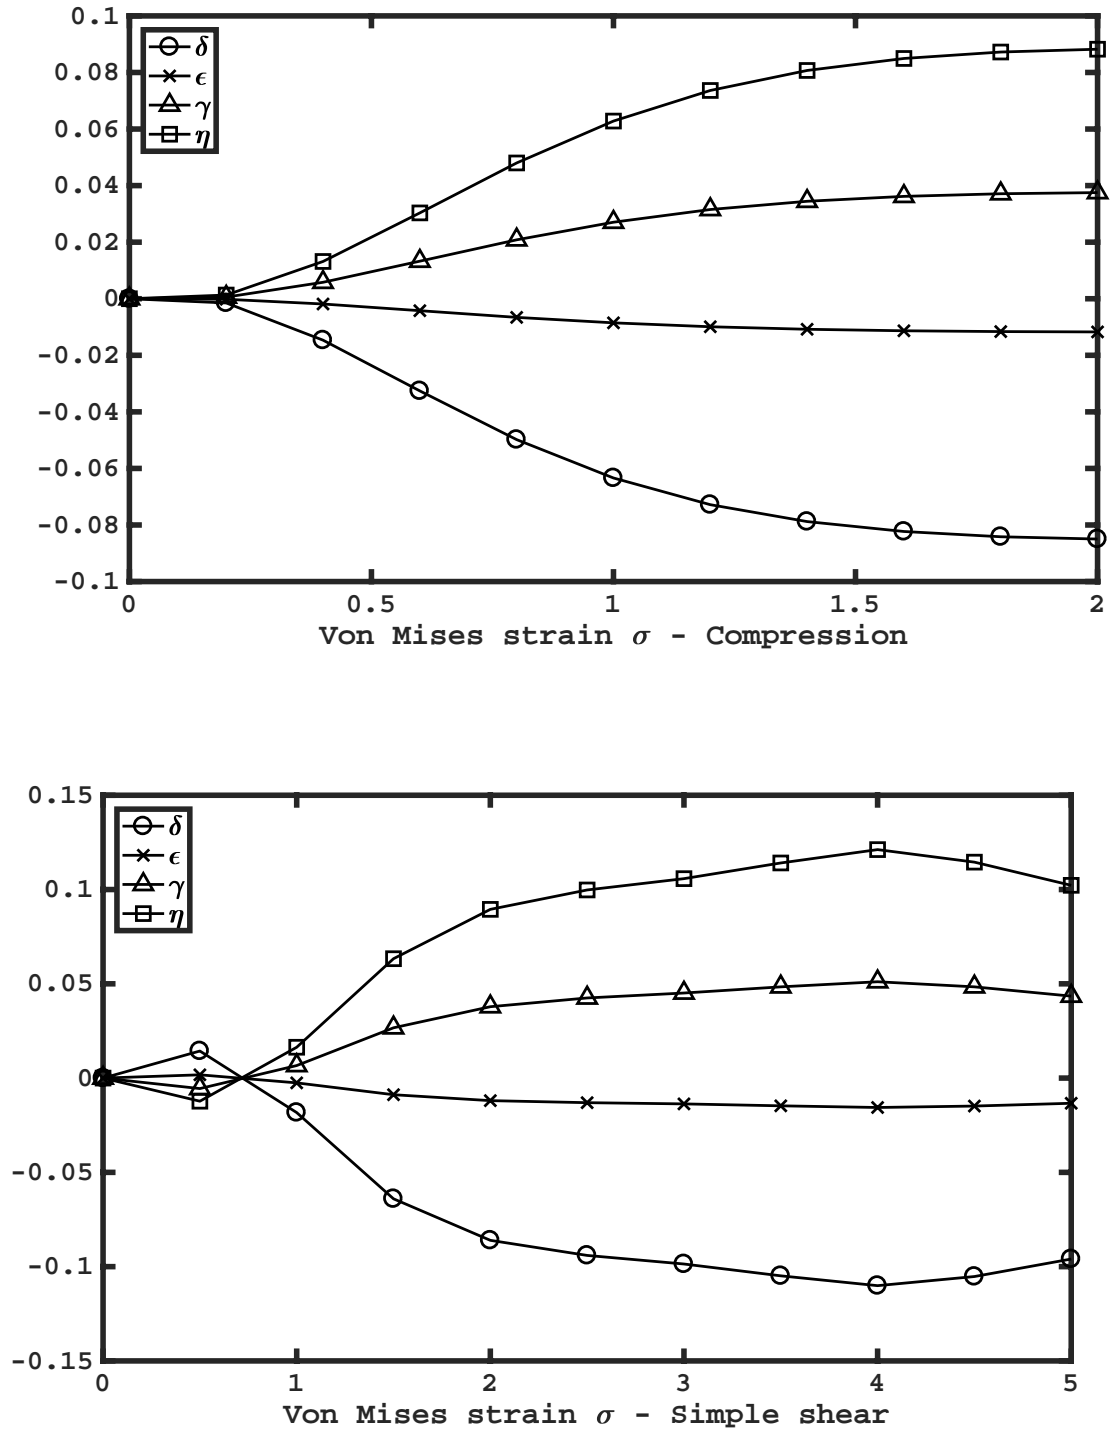 0.1
δ
ϵ
γ
η
0.08
0.06
0.04
0.02
0
-0.02
-0.04
-0.06
-0.08
-0.1
0 0.5 1 1.5 2
Von Mises strain σ - Compression
0.15
δ
ϵ
γ
η
0.1
0.05
0
-0.05
-0.1
-0.15
0 1 2 3 4 5
Von Mises strain σ - Simple shear